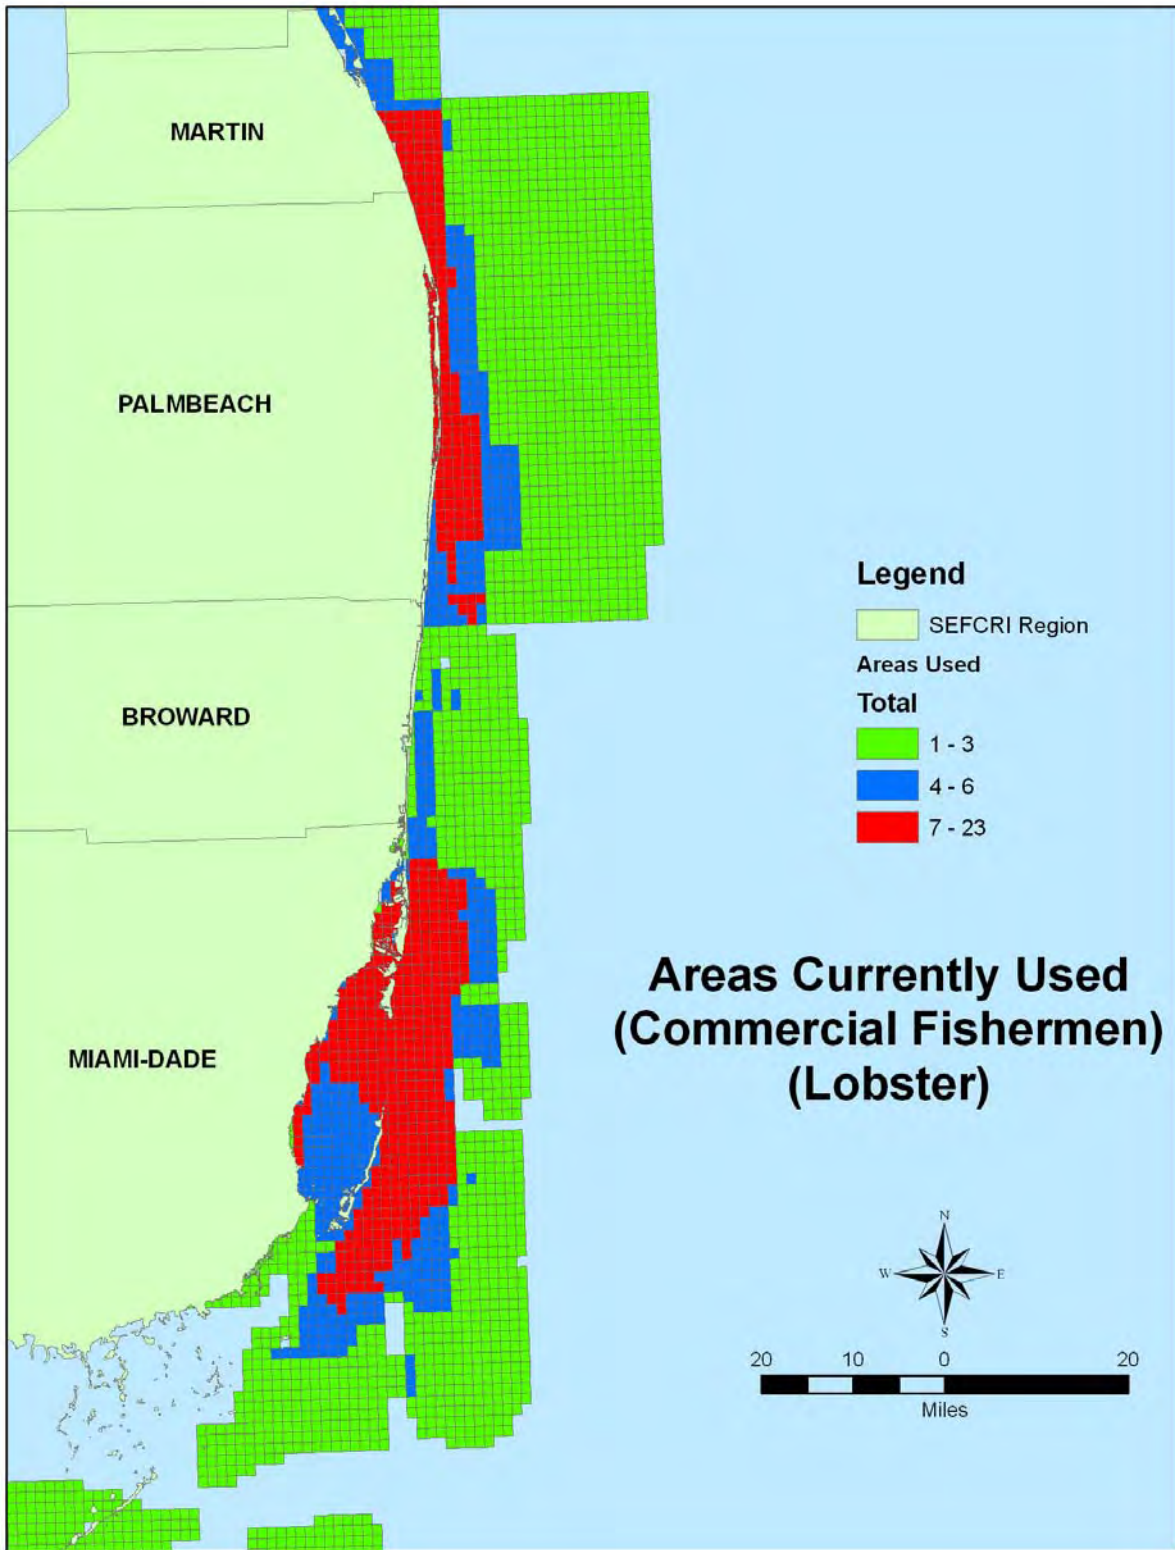 MARTIN
PALMBEACH
BROWARD
MIAMI-DADE
Legend
SEFCRI Region
Areas Used
Total
1 - 3
4 - 6
7 - 23
Areas Currently Used
(Commercial Fishermen)
(Lobster)
N
W
E
S
20 10 0 20
Miles